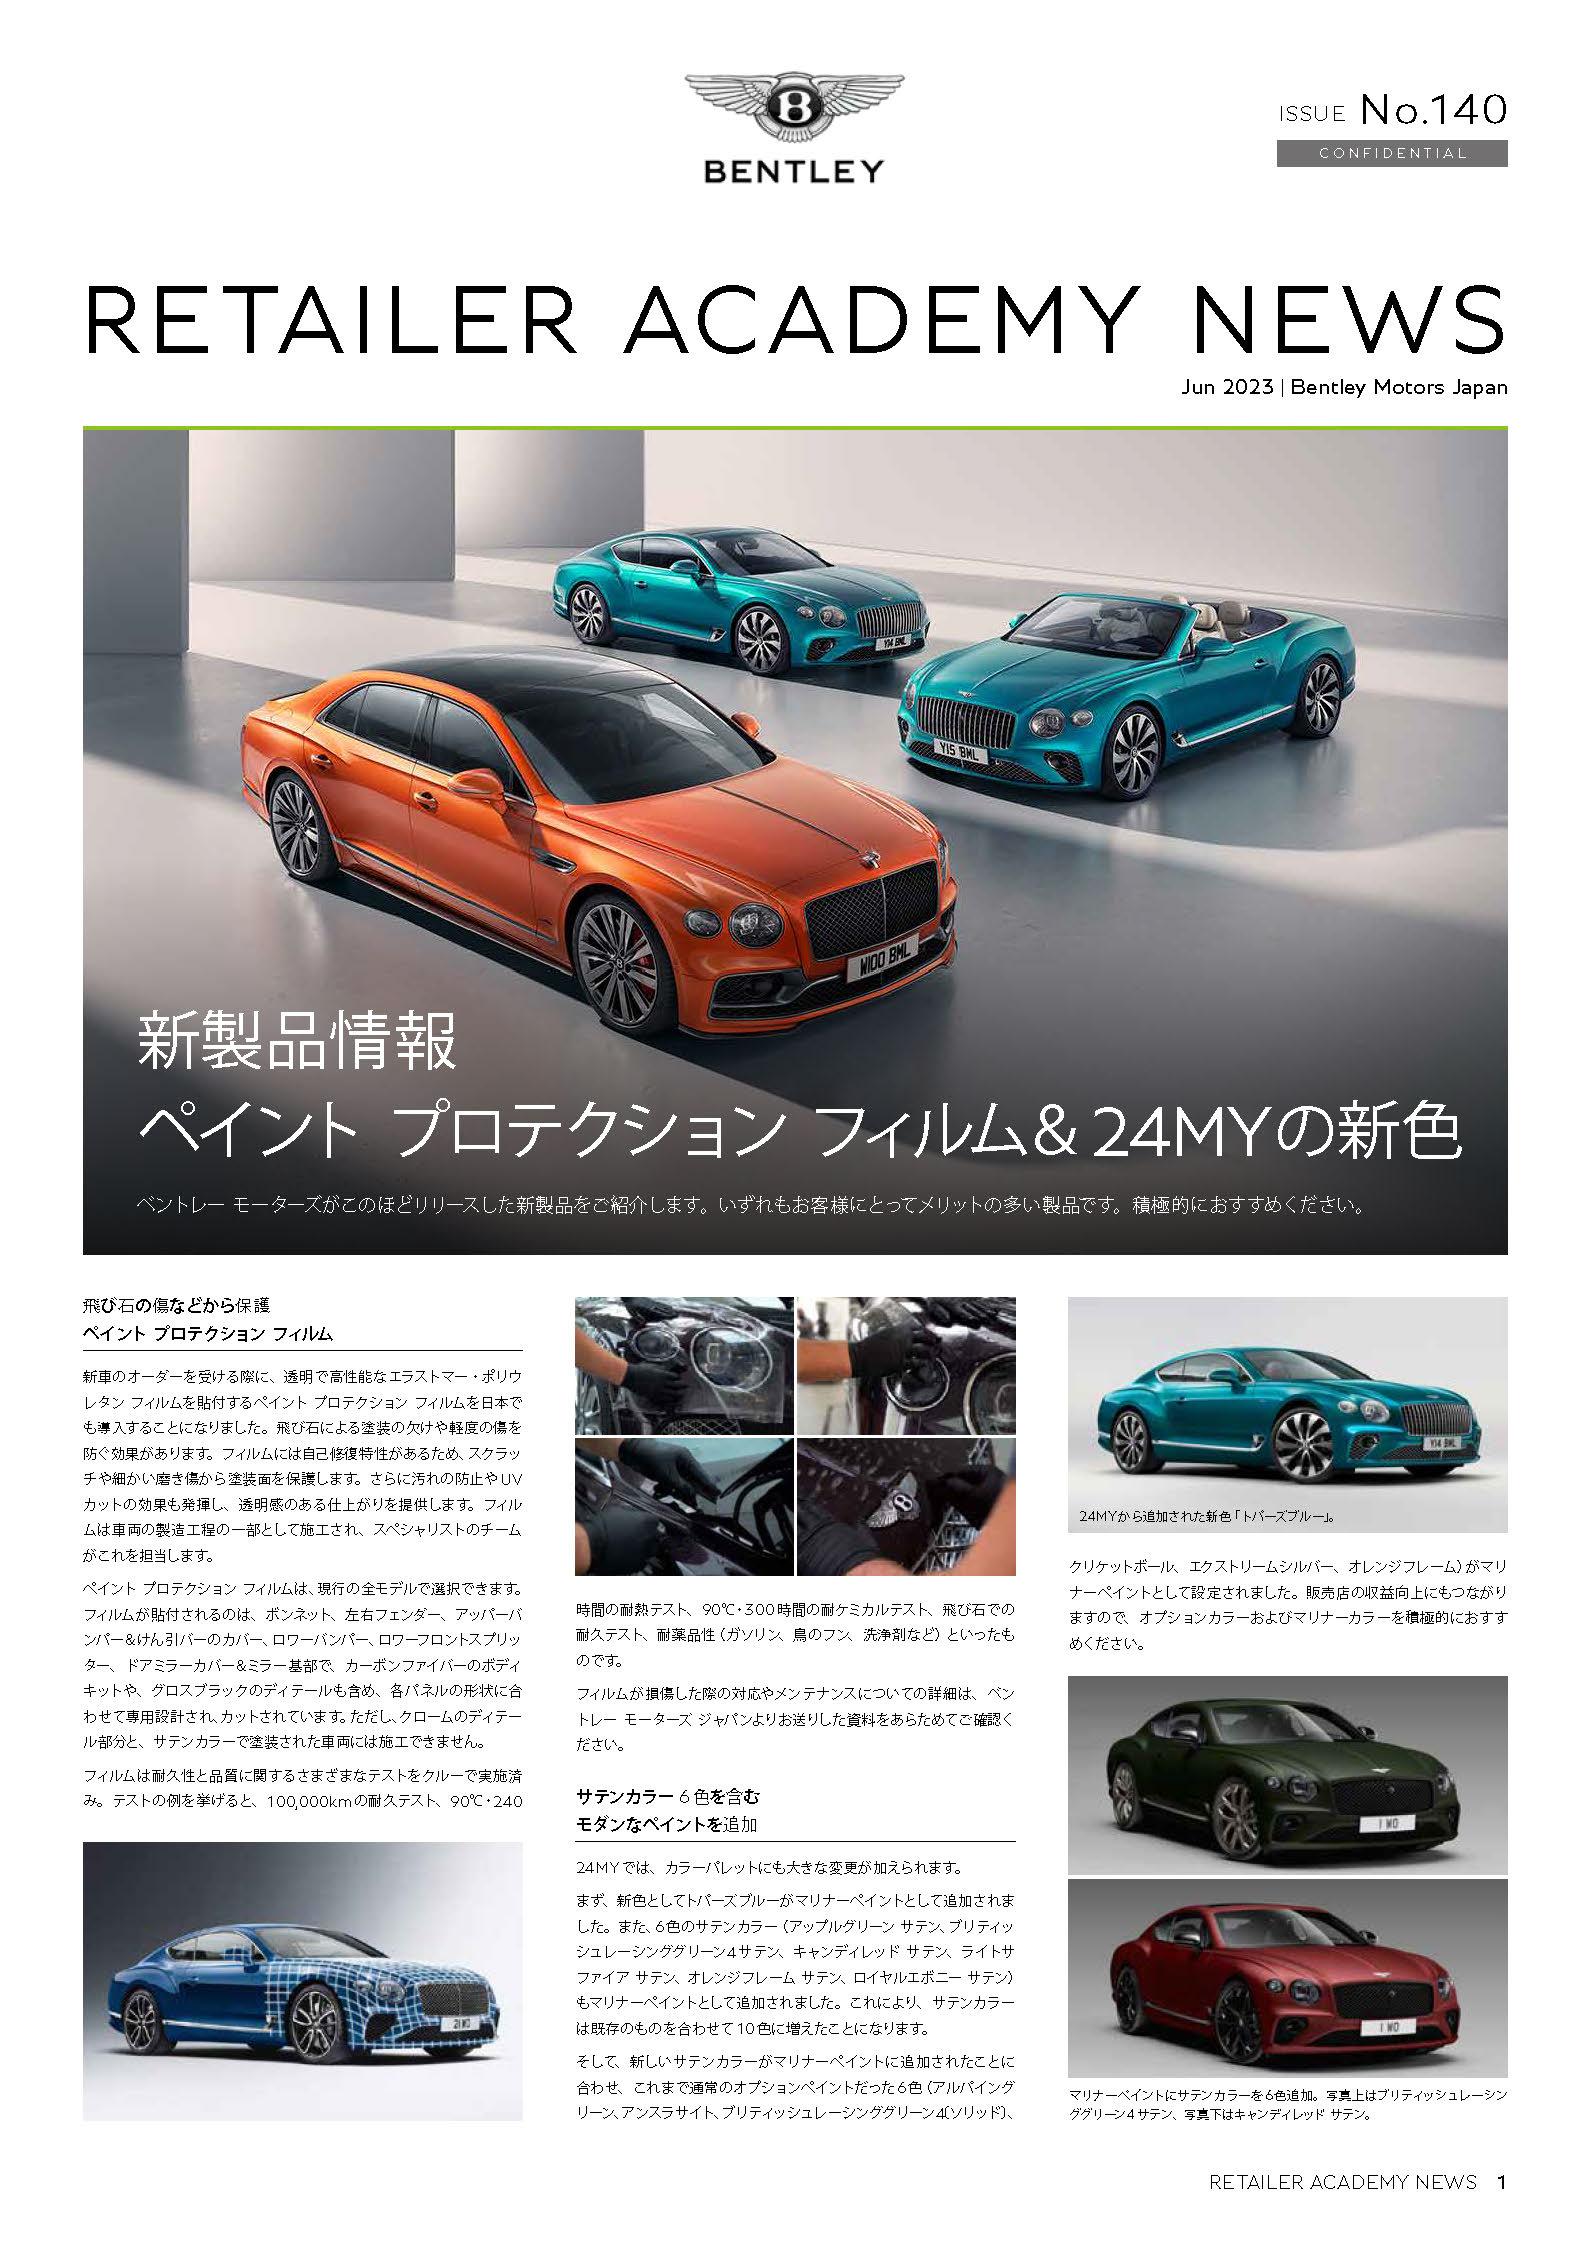 BENTLEY
ISSUE No.140
CONFIDENTIAL
RETAILER ACADEMY NEWS
Jun 2023 | Bentley Motors Japan
Y14 BML
Y15 BML
W100 BML
新製品情報
ペイント プロテクション フィルム&24MYの新色
ベントレー モーターズがこのほどリリースした新製品をご紹介します。いずれもお客様にとってメリットの多い製品です。積極的におすすめください。
飛び石の傷などから保護
ペイント プロテクション フィルム
新車のオーダーを受ける際に、透明で高性能なエラストマー・ポリウ
レタン フィルムを貼付するペイント プロテクション フィルムを日本で
も導入することになりました。飛び石による塗装の欠けや軽度の傷を
防ぐ効果があります。フィルムには自己修復特性があるため、スクラッ
チや細かい磨き傷から塗装面を保護します。さらに汚れの防止やUV
カットの効果も発揮し、透明感のある仕上がりを提供します。フィル
ムは車両の製造工程の一部として施工され、スペシャリストのチーム
がこれを担当します。
ペイント プロテクション フィルムは、現行の全モデルで選択できます。
フィルムが貼付されるのは、ボンネット、左右フェンダー、アッパーバ
ンパー&けん引バーのカバー、ロワーバンパー、ロワーフロントスプリッ
ター、ドアミラーカバー&ミラー基部で、カーボンファイバーのボディ
キットや、グロスブラックのディテールも含め、各パネルの形状に合
わせて専用設計され、カットされています。ただし、クロームのディテー
ル部分と、サテンカラーで塗装された車両には施工できません。
フィルムは耐久性と品質に関するさまざまなテストをクルーで実施済
み。テストの例を挙げると、100,000kmの耐久テスト、90℃・240
時間の耐熱テスト、90℃・300時間の耐ケミカルテスト、飛び石での
耐久テスト、耐薬品性（ガソリン、鳥のフン、洗浄剤など）といったも
のです。
フィルムが損傷した際の対応やメンテナンスについての詳細は、ベン
トレー モーターズ ジャパンよりお送りした資料をあらためてご確認く
ださい。
サテンカラー6色を含む
モダンなペイントを追加
24MYでは、カラーパレットにも大きな変更が加えられます。
まず、新色としてトパーズブルーがマリナーペイントとして追加されま
した。また、6色のサテンカラー（アップルグリーン サテン、ブリティッ
シュレーシンググリーン4サテン、キャンディレッド サテン、ライトサ
ファイア サテン、オレンジフレーム サテン、ロイヤルエボニー サテン）
もマリナーペイントとして追加されました。これにより、サテンカラー
は既存のものを合わせて10色に増えたことになります。
そして、新しいサテンカラーがマリナーペイントに追加されたことに
合わせ、これまで通常のオプションペイントだった6色（アルパイング
リーン、アンスラサイト、ブリティッシュレーシンググリーン4〔ソリッド〕、
Y14 BML
24MYから追加された新色「トパーズブルー」。
クリケットボール、エクストリームシルバー、オレンジフレーム）がマリ
ナーペイントとして設定されました。販売店の収益向上にもつながり
ますので、オプションカラーおよびマリナーカラーを積極的におすす
めください。
1 WO
1 WO
マリナーペイントにサテンカラーを6色追加。写真上はブリティッシュレーシン
ググリーン4サテン、写真下はキャンディレッド サテン。
RETAILER ACADEMY NEWS 1